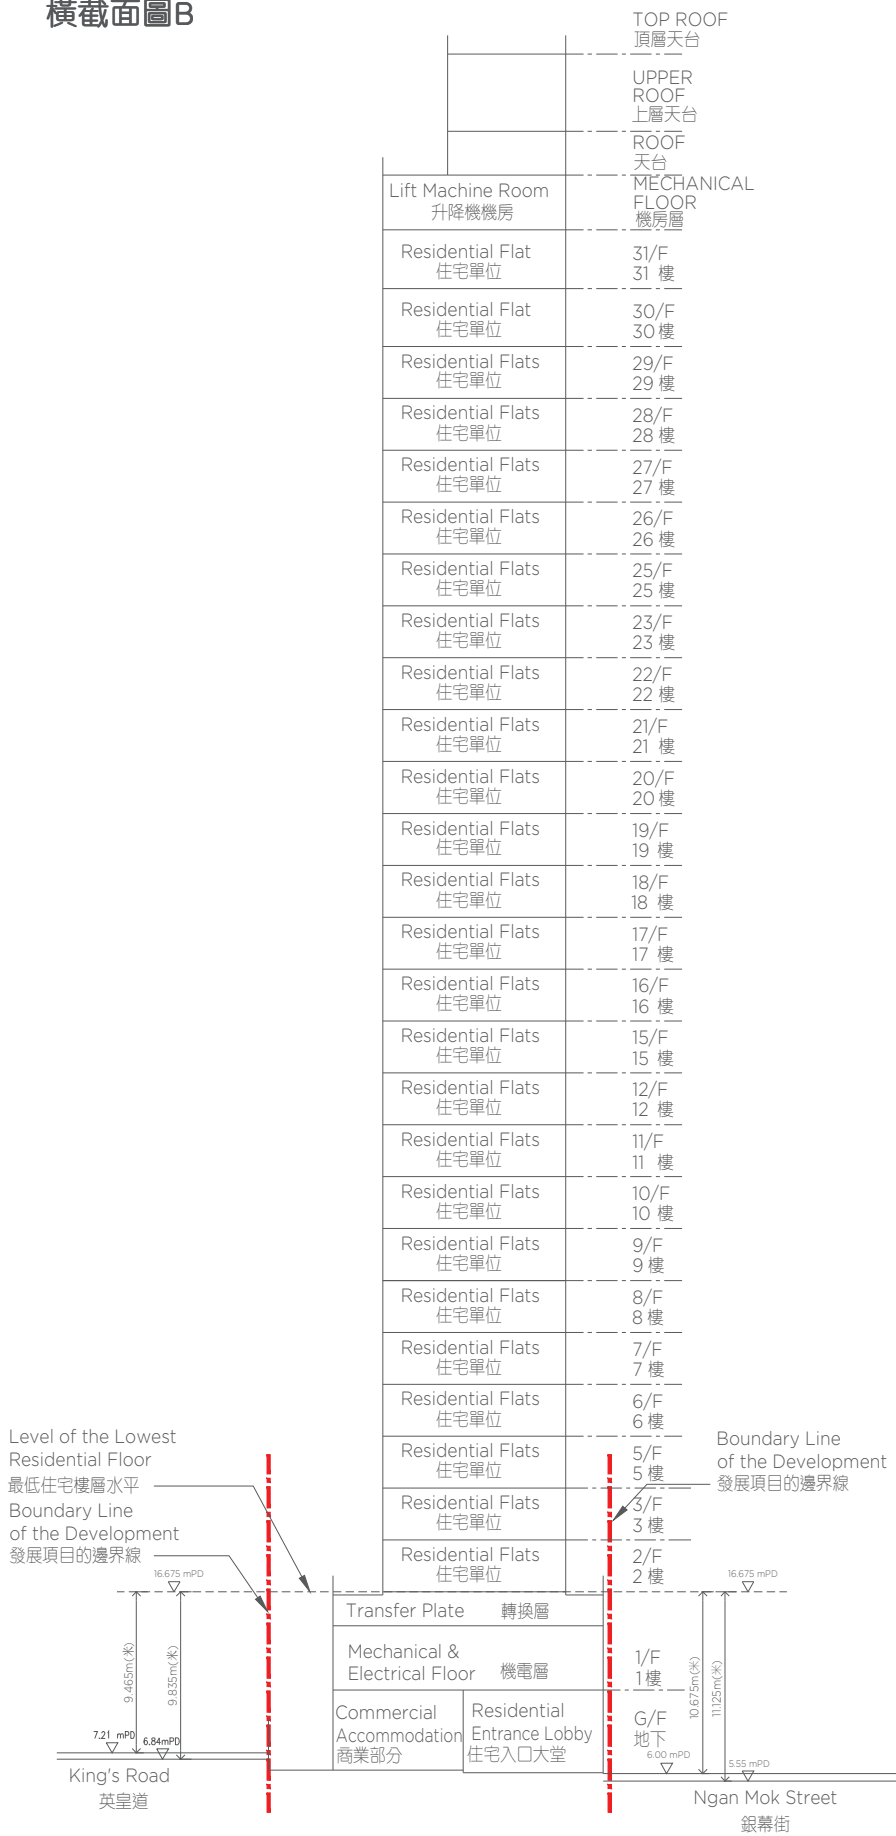 橫截面圖B
TOP ROOF
頂層天台
UPPER
ROOF
上層天台
ROOF
天台
Lift Machine Room
升降機機房
MECHANICAL
FLOOR
機房層
Residential Flat
住宅單位
31/F
31 樓
Residential Flat
住宅單位
30/F
30 樓
Residential Flats
住宅單位
29/F
29 樓
Residential Flats
住宅單位
28/F
28 樓
Residential Flats
住宅單位
27/F
27 樓
Residential Flats
住宅單位
26/F
26 樓
Residential Flats
住宅單位
25/F
25 樓
Residential Flats
住宅單位
23/F
23 樓
Residential Flats
住宅單位
22/F
22 樓
Residential Flats
住宅單位
21/F
21 樓
Residential Flats
住宅單位
20/F
20 樓
Residential Flats
住宅單位
19/F
19 樓
Residential Flats
住宅單位
18/F
18 樓
Residential Flats
住宅單位
17/F
17 樓
Residential Flats
住宅單位
16/F
16 樓
Residential Flats
住宅單位
15/F
15 樓
Residential Flats
住宅單位
12/F
12 樓
Residential Flats
住宅單位
11/F
11 樓
Residential Flats
住宅單位
10/F
10 樓
Residential Flats
住宅單位
9/F
9 樓
Residential Flats
住宅單位
8/F
8 樓
Residential Flats
住宅單位
7/F
7 樓
Residential Flats
住宅單位
6/F
6 樓
Residential Flats
住宅單位
5/F
5 樓
Residential Flats
住宅單位
3/F
3 樓
Residential Flats
住宅單位
2/F
2 樓
Level of the Lowest
Residential Floor
最低住宅樓層水平
Boundary Line
of the Development
發展項目的邊界線
Boundary Line
of the Development
發展項目的邊界線
16.675 mPD
16.675 mPD
Transfer Plate 轉換層
Mechanical &
Electrical Floor 機電層
1/F
1 樓
9.465m(米)
9.835m(米)
10.675m(米)
11.125m(米)
Commercial
Accommodation
商業部分
Residential
Entrance Lobby
住宅入口大堂
G/F
地下
7.21 mPD
6.84mPD
6.00 mPD
5.55 mPD
King's Road
英皇道
Ngan Mok Street
銀幕街